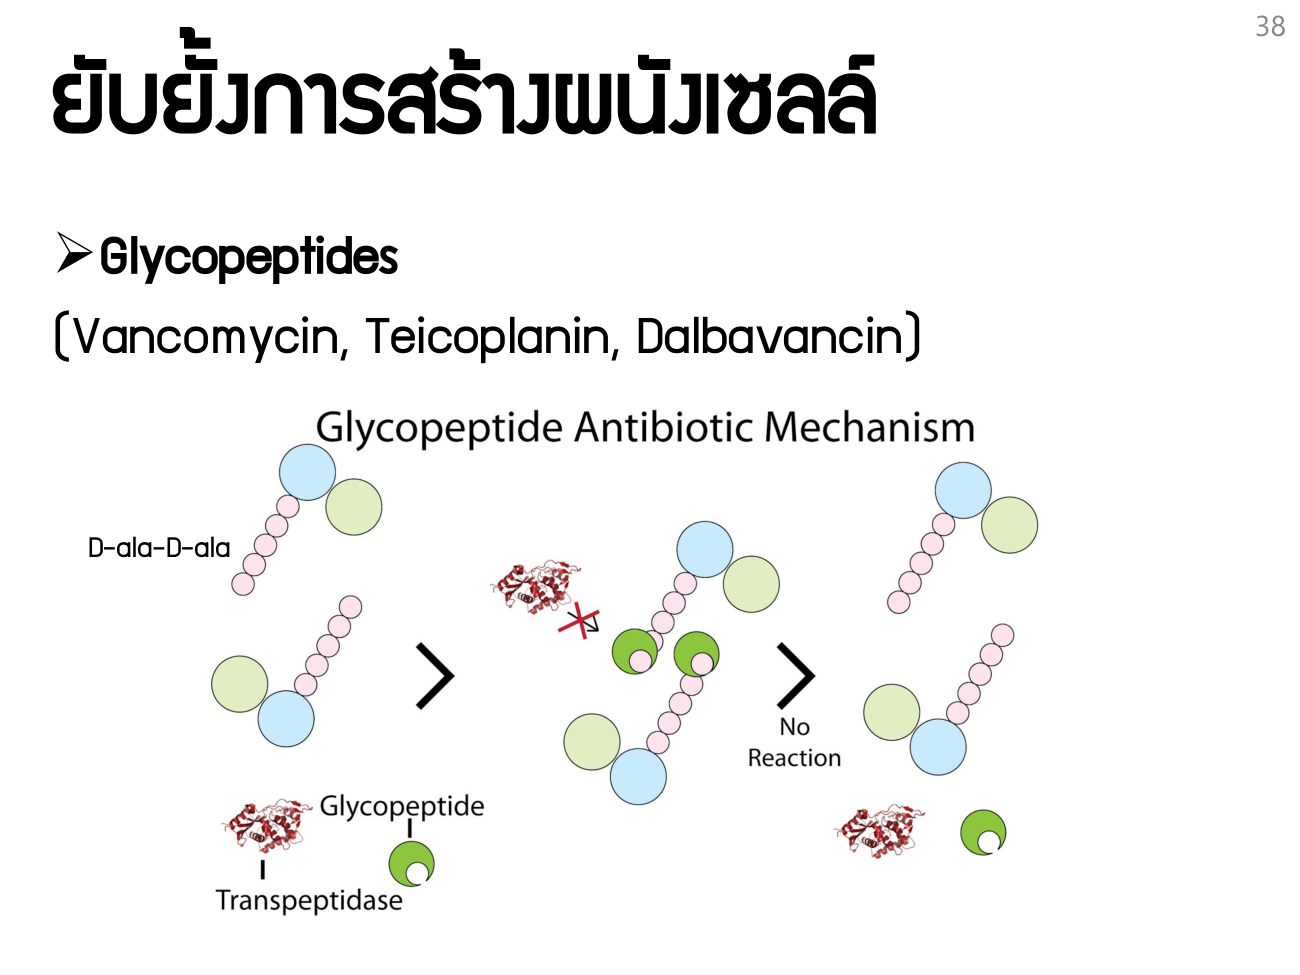 38
ยับยั้งการสร้างผนังเซลล์
Glycopeptides
(Vancomycin, Teicoplanin, Dalbavancin)
Glycopeptide Antibiotic Mechanism
D-ala-D-ala
No
Reaction
Glycopeptide
Transpeptidase